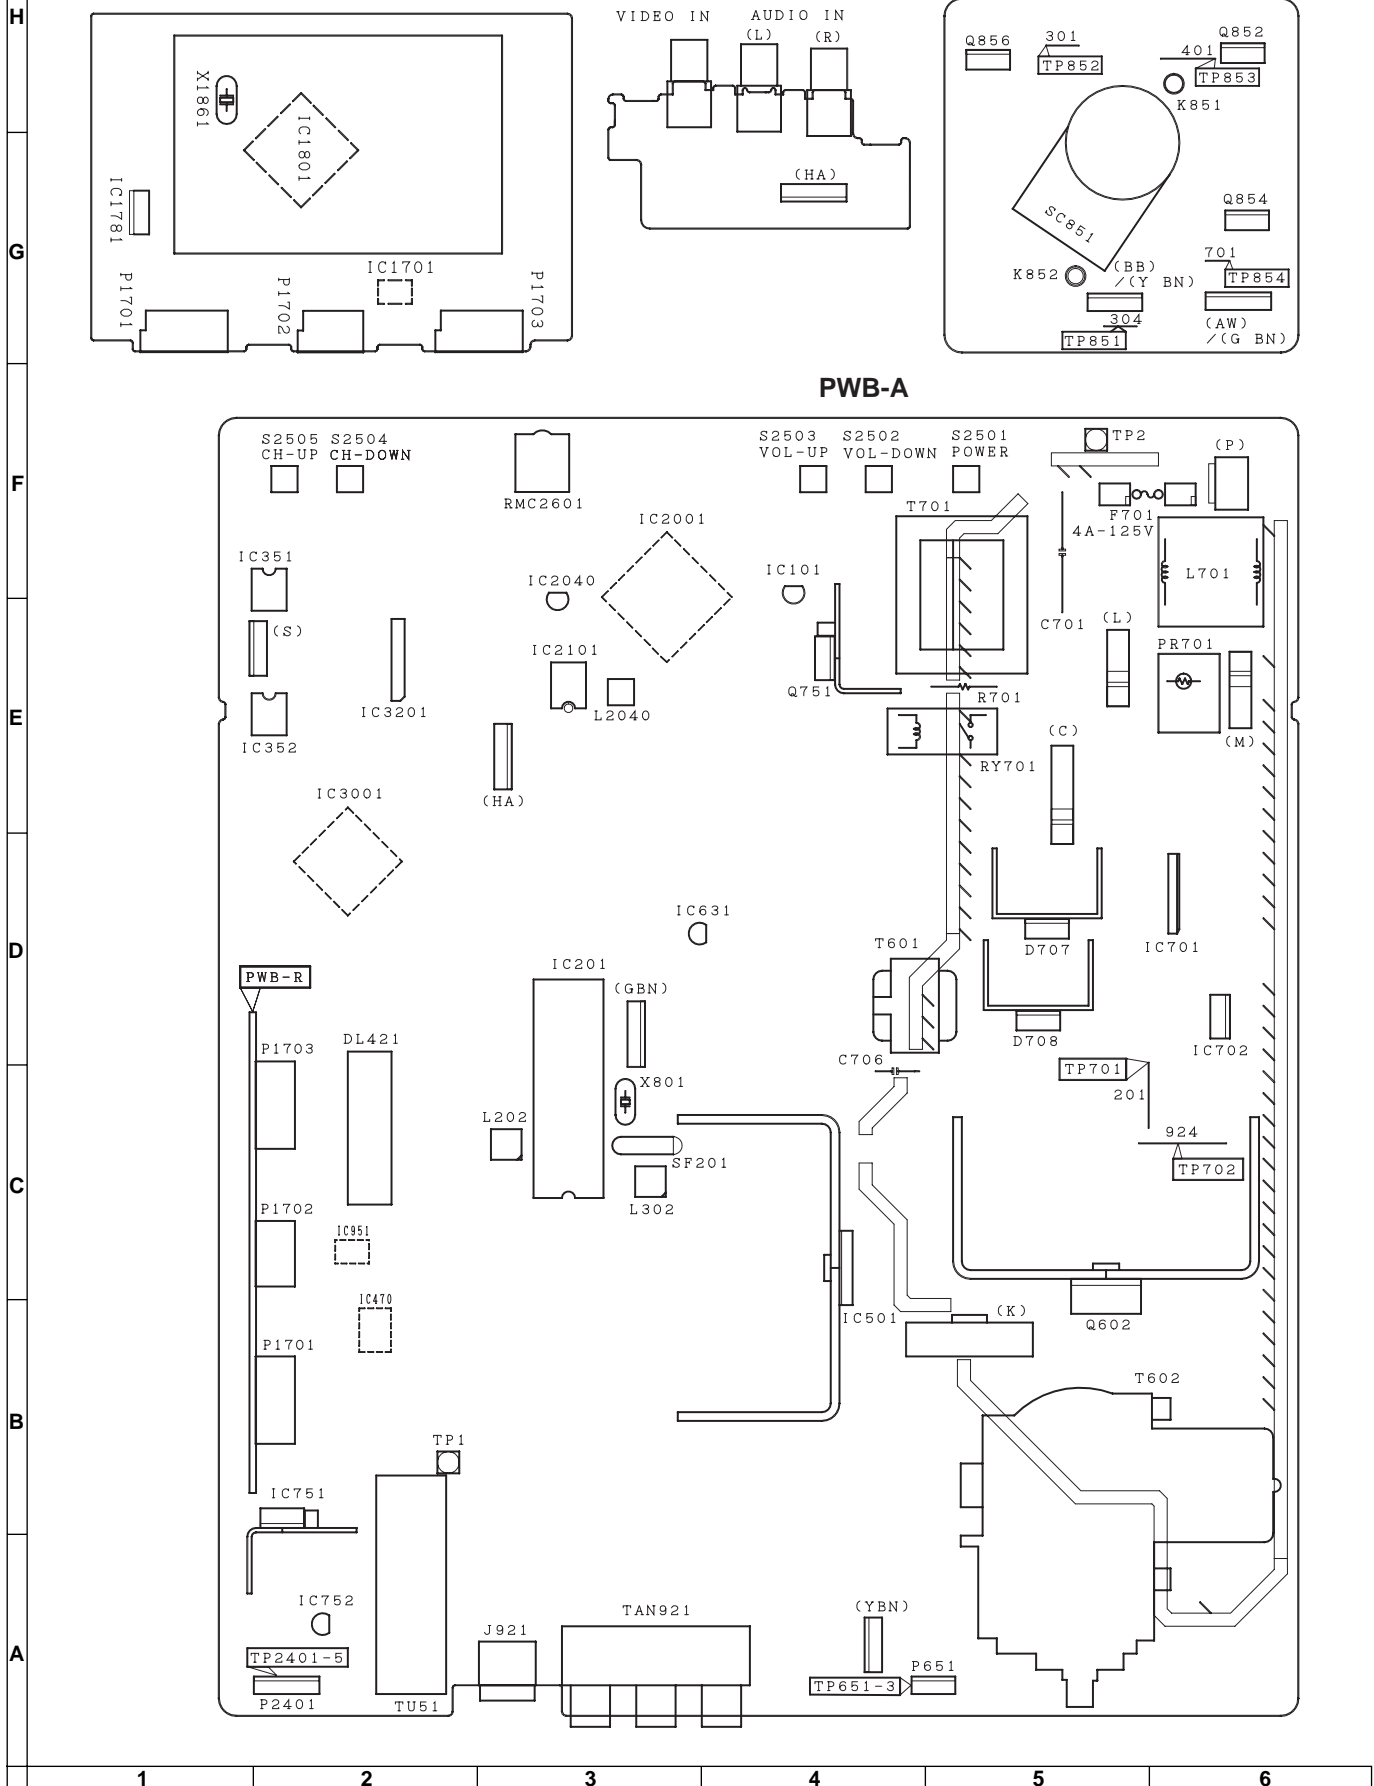 H
VIDEO IN
AUDIO IN
(L)
(R)
Q856
301
TP852
401
Q852
TP853
K851
X1861
IC1801
(HA)
IC1781
SC851
Q854
G
IC1701
P1701
P1702
P1703
K852
(BB)
/(Y BN)
701
TP854
304
TP851
(AW)
/(G BN)
PWB-A
S2505
CH-UP
S2504
CH-DOWN
RMC2601
S2503
VOL-UP
S2502
VOL-DOWN
S2501
POWER
TP2
(P)
F
F701
4A-125V
T701
IC2001
IC351
IC2040
IC101
L701
C701
(L)
(S)
IC2101
PR701
Q751
R701
IC3201
L2040
E
IC352
(C)
(M)
RY701
IC3001
(HA)
IC631
D
T601
D707
IC701
PWB-R
IC201
(GBN)
DL421
P1703
D708
IC702
C706
TP701
201
X801
L202
924
SF201
TP702
C
L302
P1702
IC951
IC470
IC501
(K)
Q602
P1701
T602
B
TP1
IC751
IC752
TAN921
(YBN)
J921
A
TP2401-5
P651
TP651-3
P2401
TU51
1
2
3
4
5
6